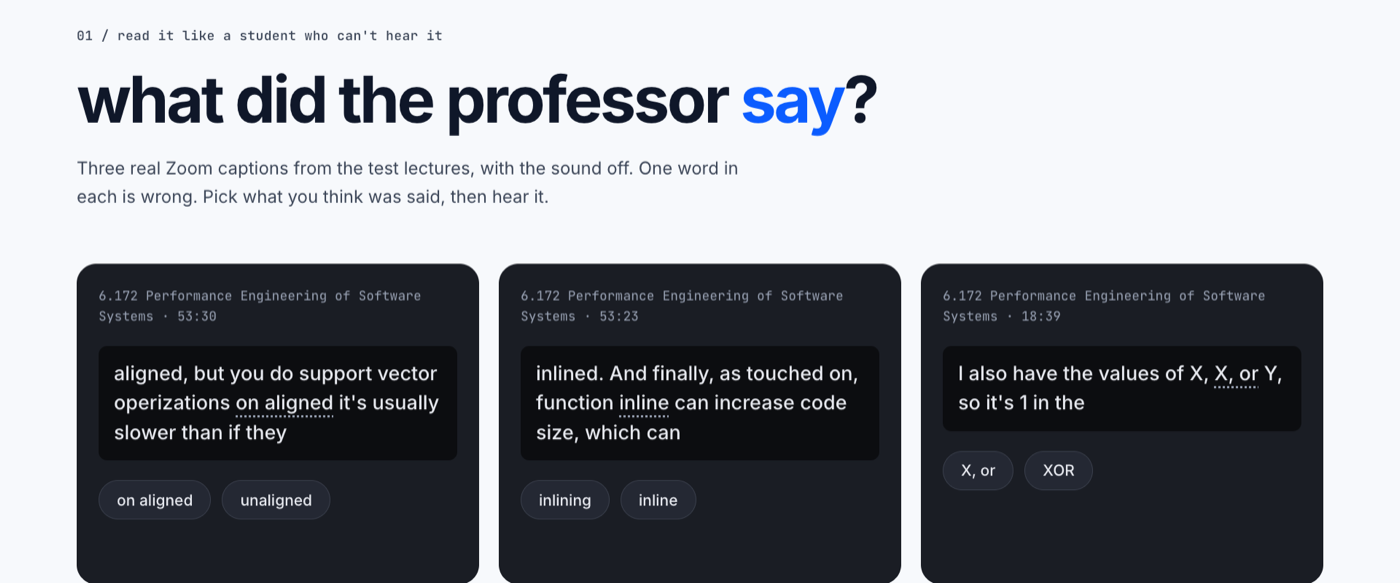 01 / read it like a student who can't hear it
what did the professor say?
Three real Zoom captions from the test lectures, with the sound off. One word in
each is wrong. Pick what you think was said, then hear it.
6.172 Performance Engineering of Software
Systems · 53:30
aligned, but you do support vector
operizations on aligned it's usually
slower than if they
on aligned
unaligned
6.172 Performance Engineering of Software
Systems · 53:23
inlined. And finally, as touched on,
function inline can increase code
size, which can
inlining
inline
6.172 Performance Engineering of Software
Systems · 18:39
I also have the values of X, X, or Y,
so it's 1 in the
X, or
XOR